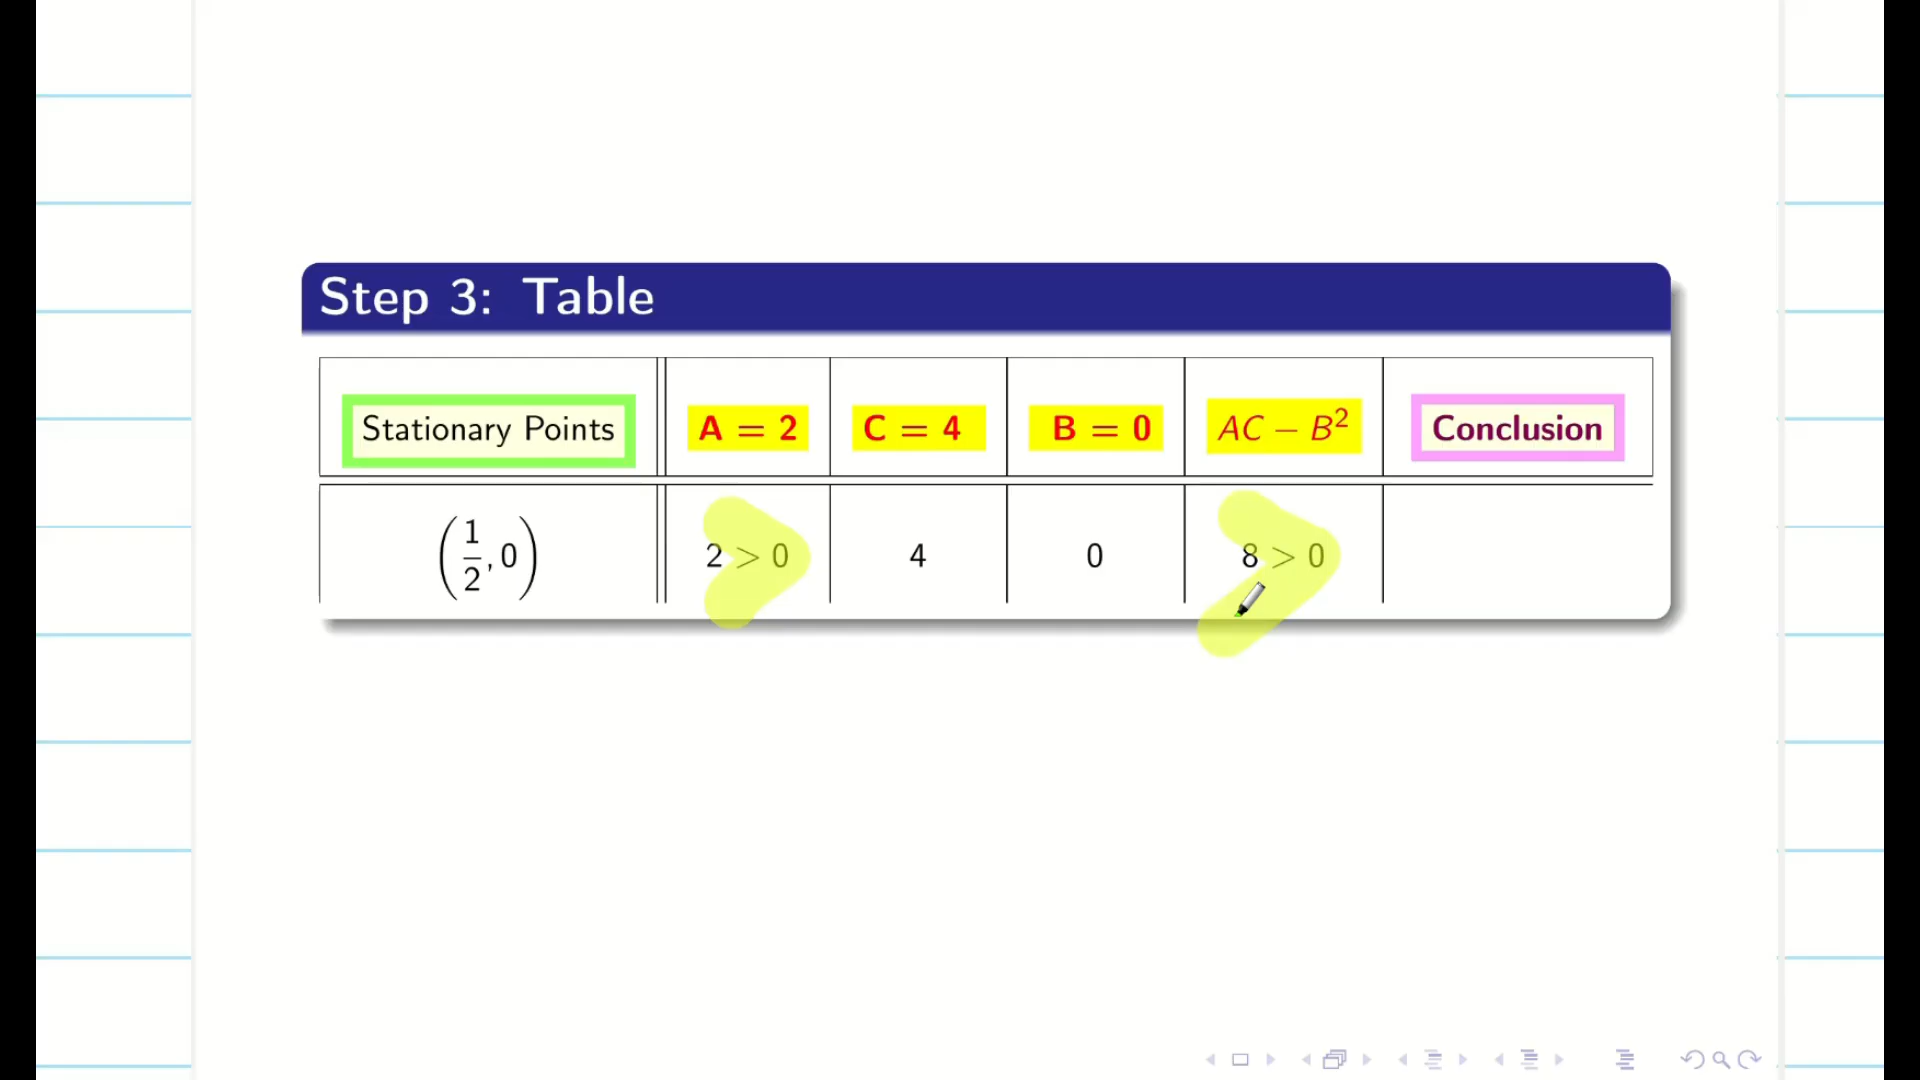 Step 3: Table
Stationary Points A = 2 C = 4 B = 0 AC − B² Conclusion
(1/2, 0) 2 > 0 4 0 8 > 0